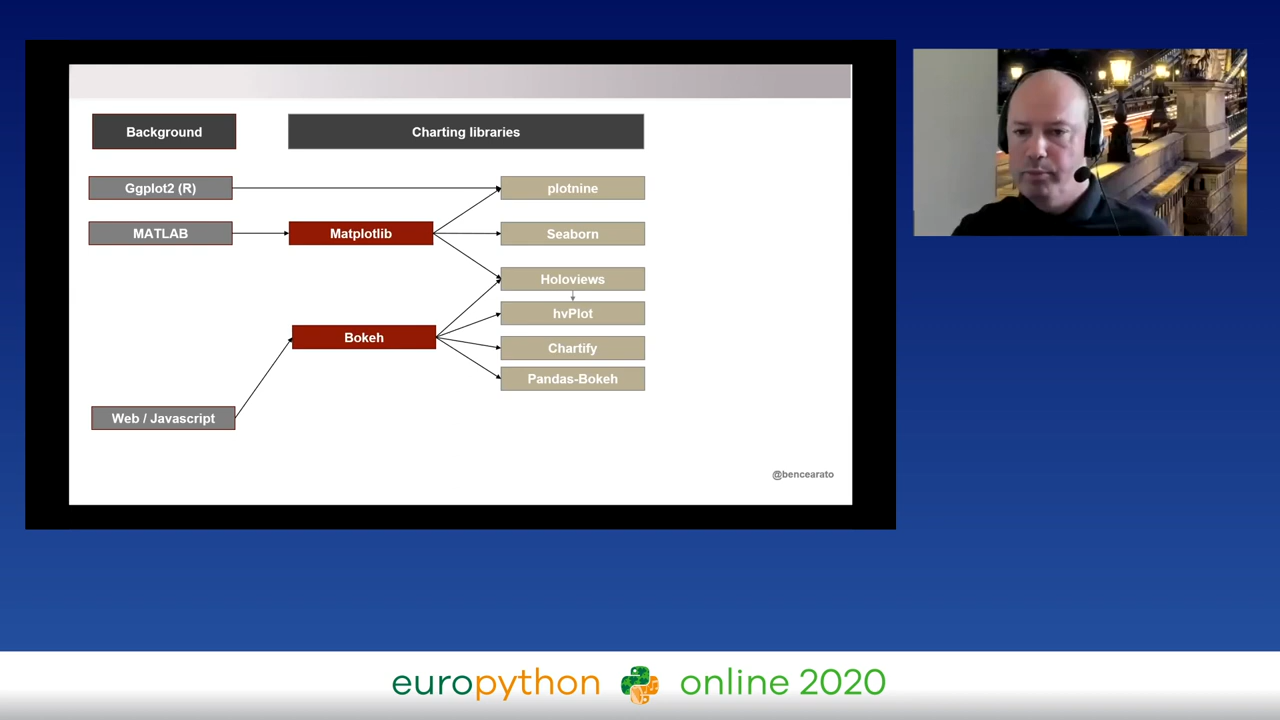 Background
Charting libraries
Ggplot2 (R)
plotnine
MATLAB
Matplotlib
Seaborn
Holoviews
hvPlot
Bokeh
Chartify
Pandas-Bokeh
Web / Javascript
@bencearato
europython online 2020